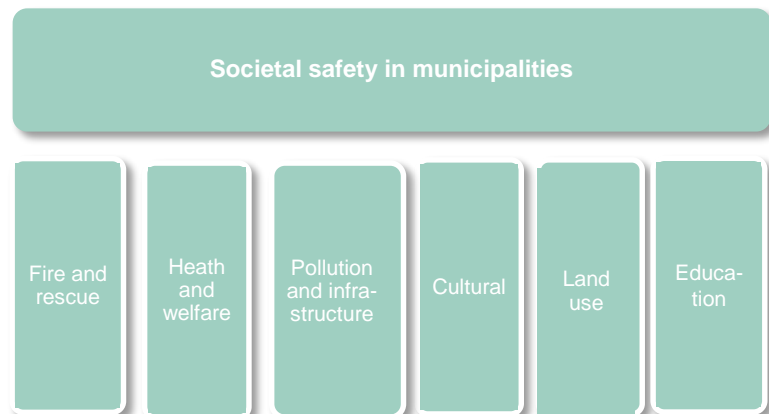 Societal safety in municipalities
Fire and
rescue
Heath
and
welfare
Pollution
and infra-
structure
Cultural
Land
use
Educa-
tion